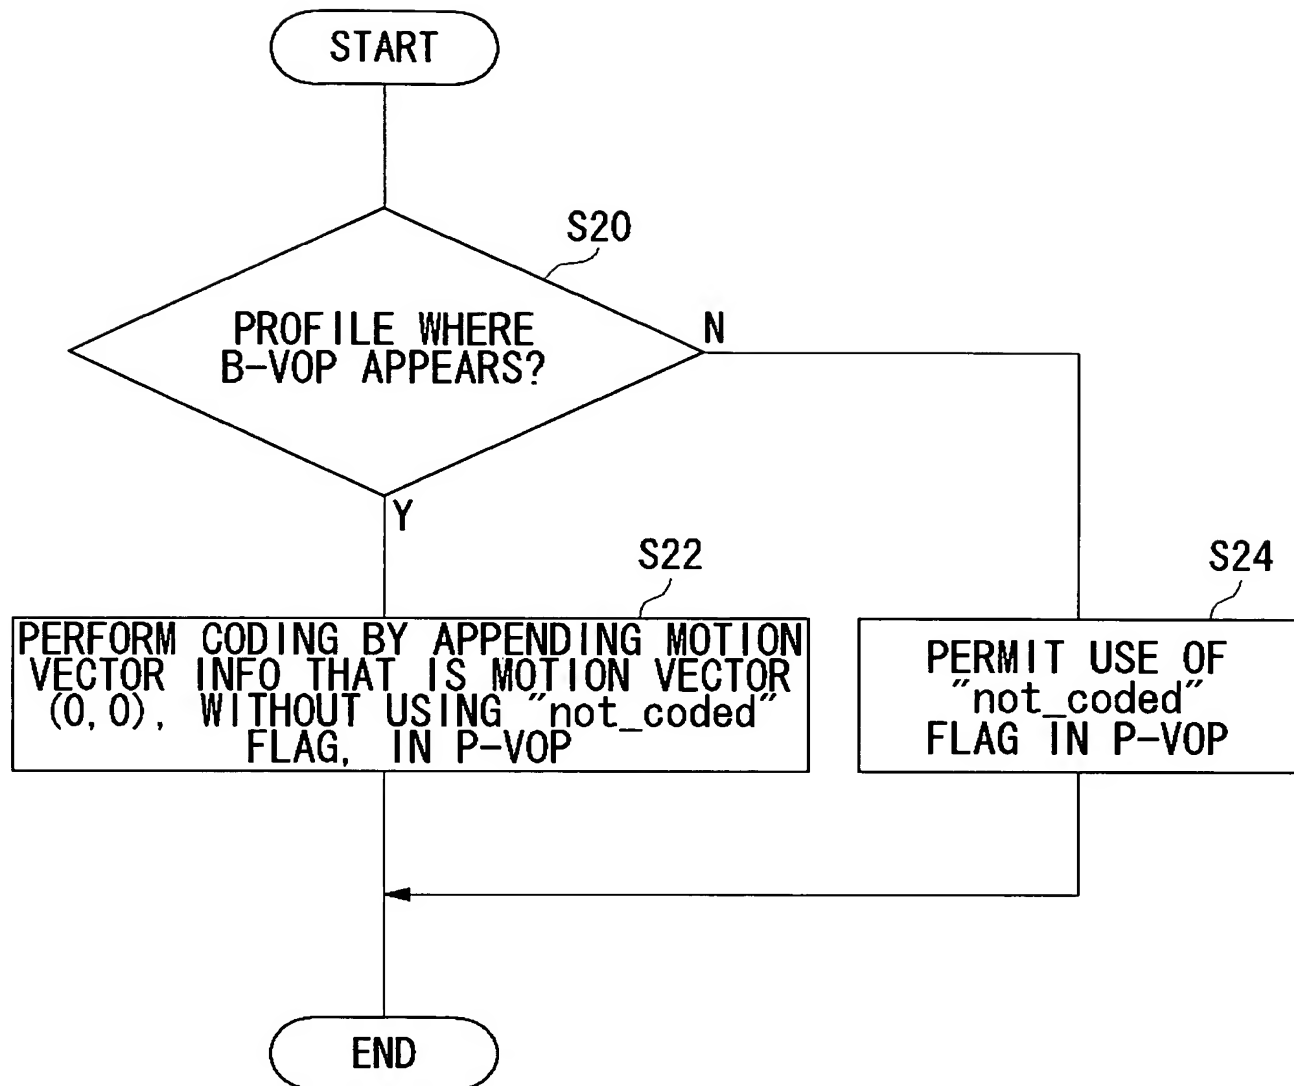 START
S20
PROFILE WHERE
B-VOP APPEARS?
N
Y
S22
PERFORM CODING BY APPENDING MOTION
VECTOR INFO THAT IS MOTION VECTOR
(0,0), WITHOUT USING "not_coded"
FLAG, IN P-VOP
S24
PERMIT USE OF
"not_coded"
FLAG IN P-VOP
END